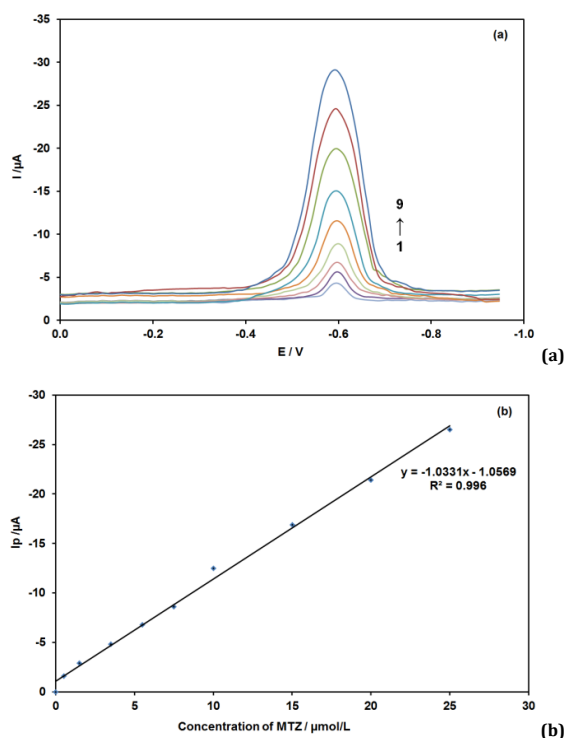 (a)
-35
-30
-25
-20
-15
-10
-5
0
I /µA
9
↑
1
0.0 -0.2 -0.4 -0.6 -0.8 -1.0
E / V
(a)
(b)
-30
-25
-20
-15
-10
-5
0
Ip /µA
y = -1.0331x - 1.0569
R² = 0.996
0 5 10 15 20 25 30
Concentration of MTZ / µmol/L
(b)